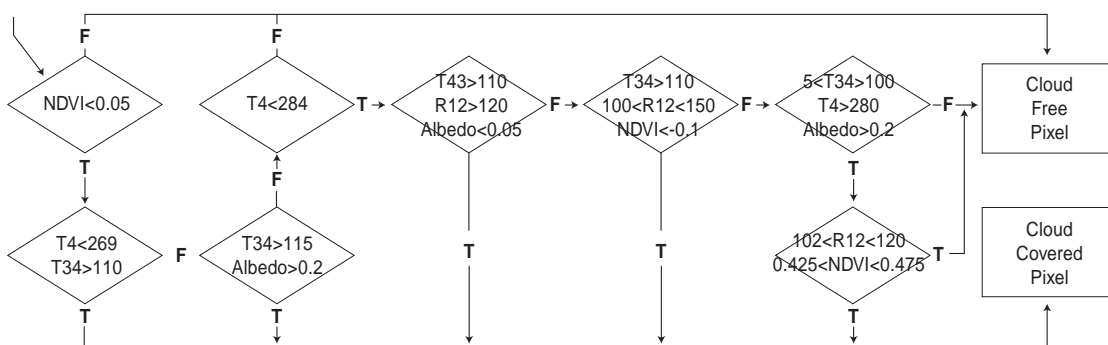 F
F
NDVI<0.05
T4<284
T
T43>110
R12>120
Albedo<0.05
F
T34>110
100<R12<150
NDVI<-0.1
F
5<T34>100
T4>280
Albedo>0.2
F
Cloud
Free
Pixel
T
F
T
T4<269
T34>110
F
T34>115
Albedo>0.2
T
T
102<R12<120
0.425<NDVI<0.475
T
Cloud
Covered
Pixel
T
T
T